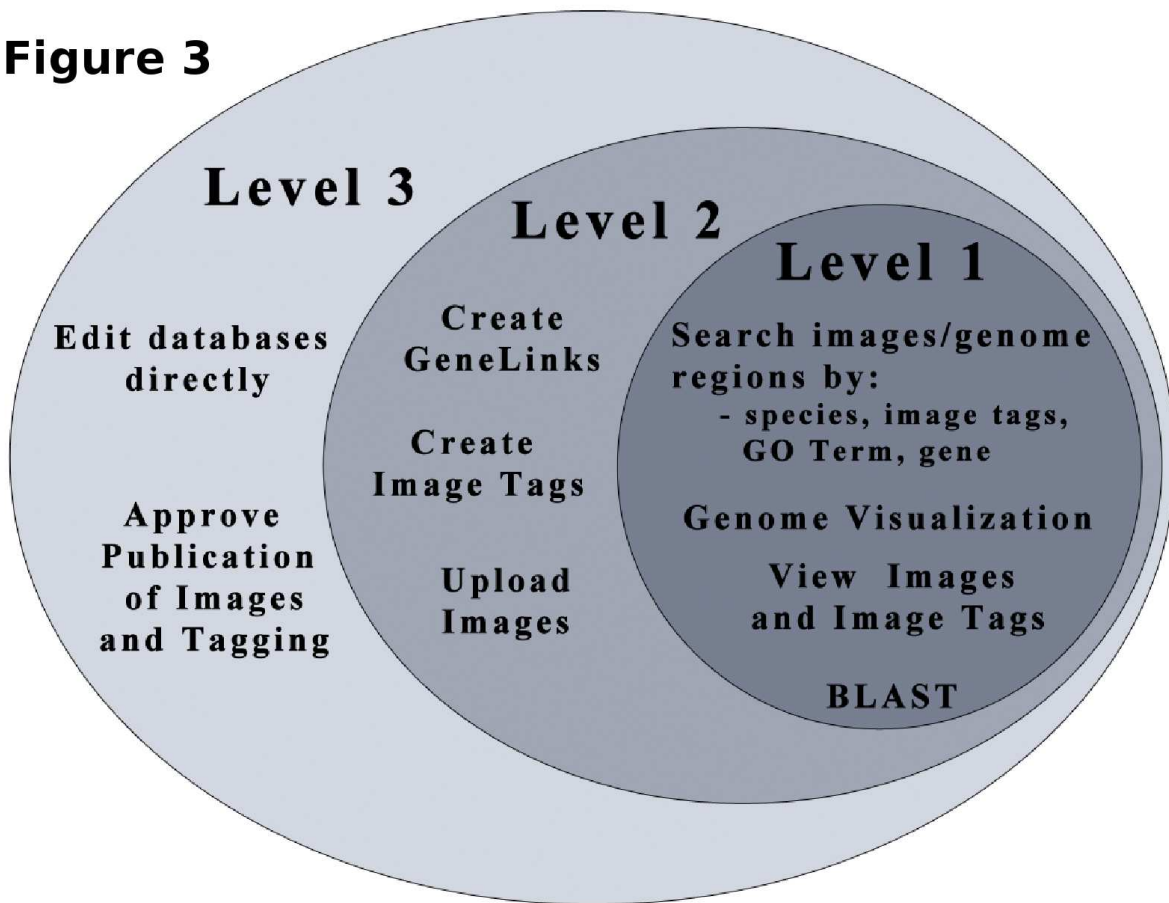 Figure 3
Level 3
Edit databases
directly
Approve
Publication
of Images
and Tagging
Level 2
Create
GeneLinks
Create
Image Tags
Upload
Images
Level 1
Search images/genome
regions by:
- species, image tags,
GO Term, gene
Genome Visualization
View Images
and Image Tags
BLAST